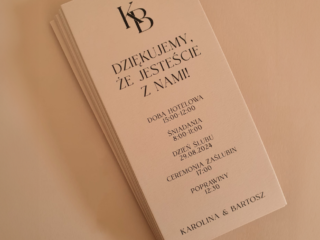 KB
DZIĘKUJEMY,
ŻE JESTEŚCIE
Z NAMI!
DOBA HOTELOWA
15:00-12:00
ŚNIADANIA
8:00-11:00
DZIEŃ ŚLUBU
29.08.2024
CEREMONIA ZAŚLUBIN
17:00
POPRAWINY
12:30
KAROLINA & BARTOSZ